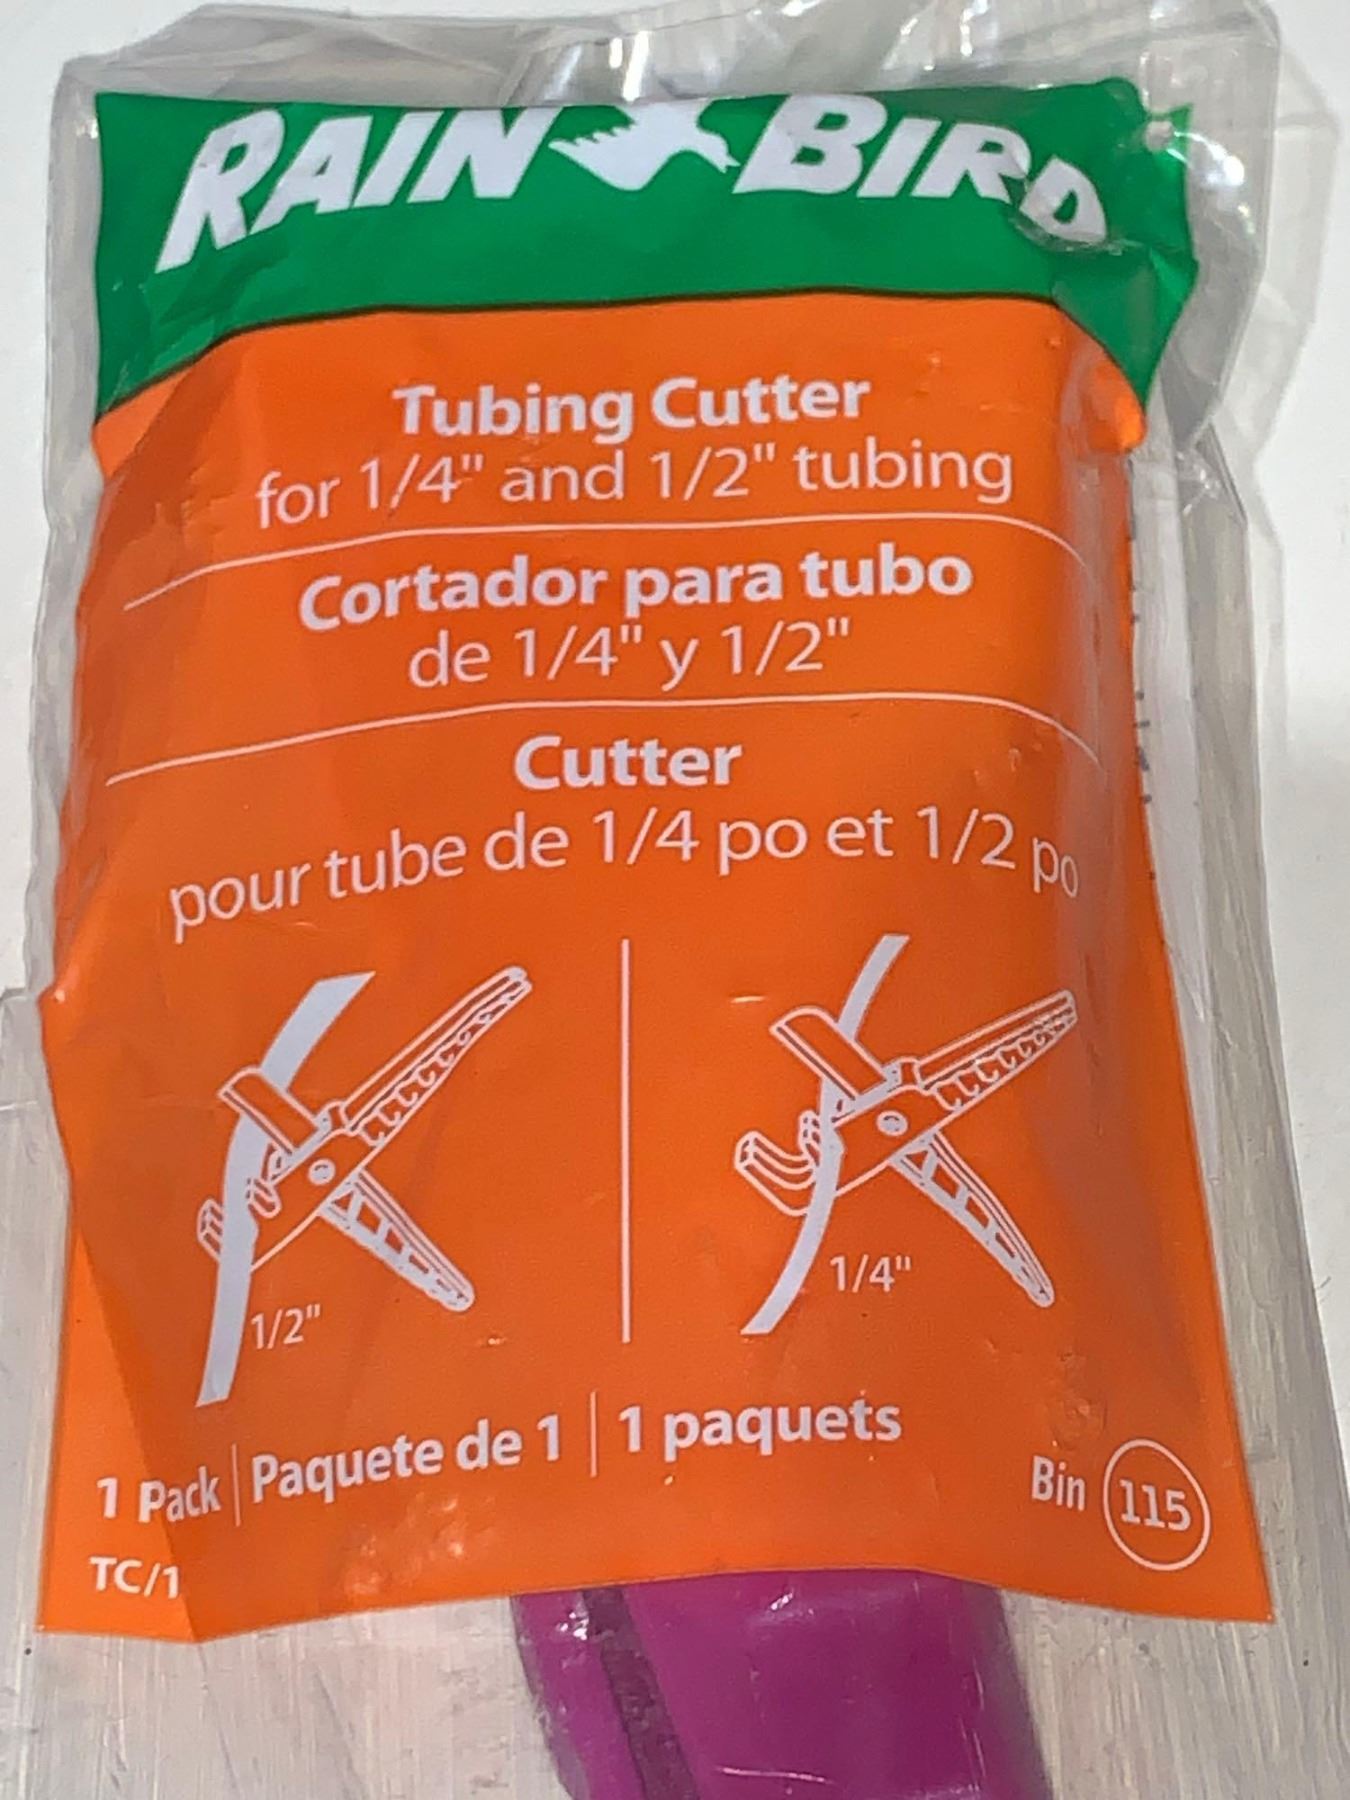 RAIN BIRD
Tubing Cutter
for 1/4" and 1/2" tubing
Cortador para tubo
de 1/4" y 1/2"
Cutter
pour tube de 1/4 po et 1/2 po
1/2"
1/4"
1 Pack | Paquete de 1 | 1 paquets
Bin 115
TC/1